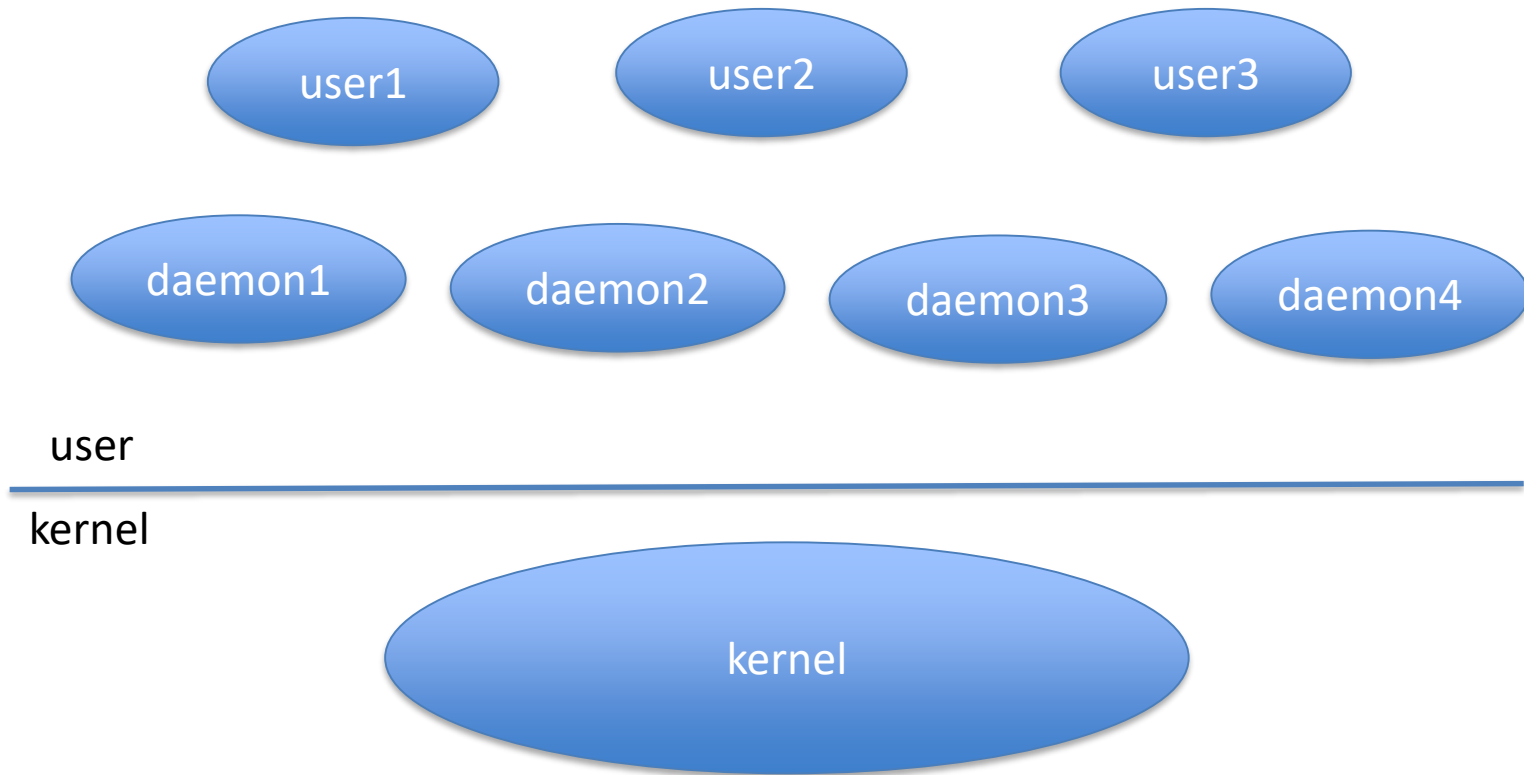 user1
user2
user3
daemon1
daemon2
daemon3
daemon4
user
kernel
kernel